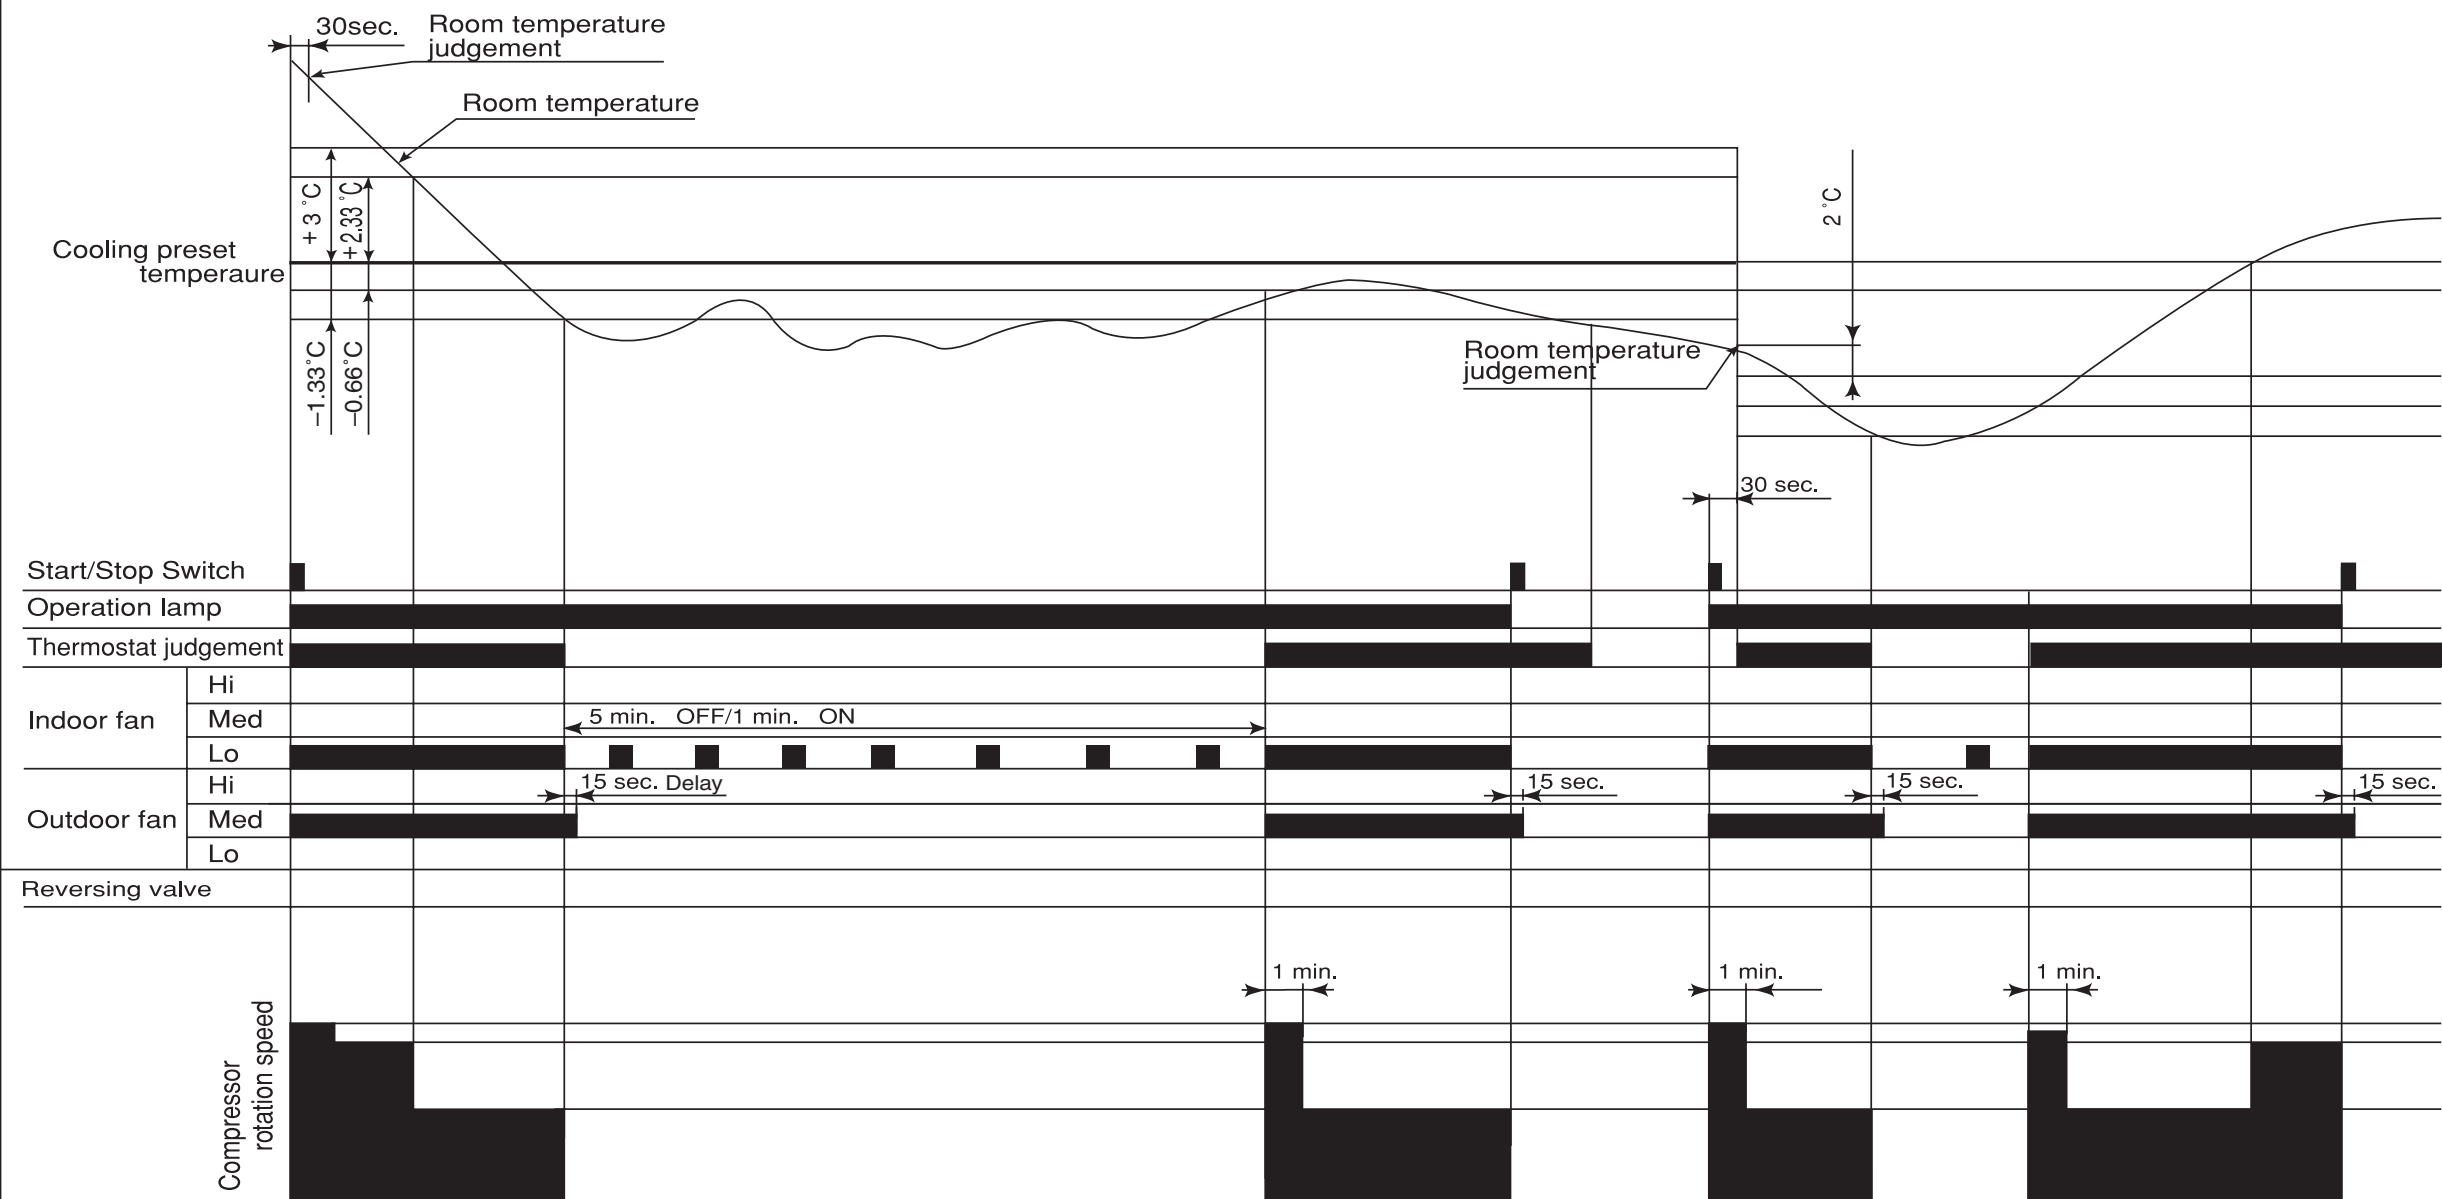 30sec.
Room temperature
judgement
Room temperature
+ 3 ˚C
+ 2.33 ˚C
2 ˚C
Cooling preset
temperaure
−1.33˚C
−0.66˚C
Room temperature
judgement
30 sec.
Start/Stop Switch
Operation lamp
Thermostat judgement
Indoor fan
Hi
Med
5 min. OFF/1 min. ON
Lo
Outdoor fan
Hi
15 sec. Delay
15 sec.
15 sec.
15 sec.
Med
Lo
Reversing valve
1 min.
1 min.
1 min.
Compressor
rotation speed